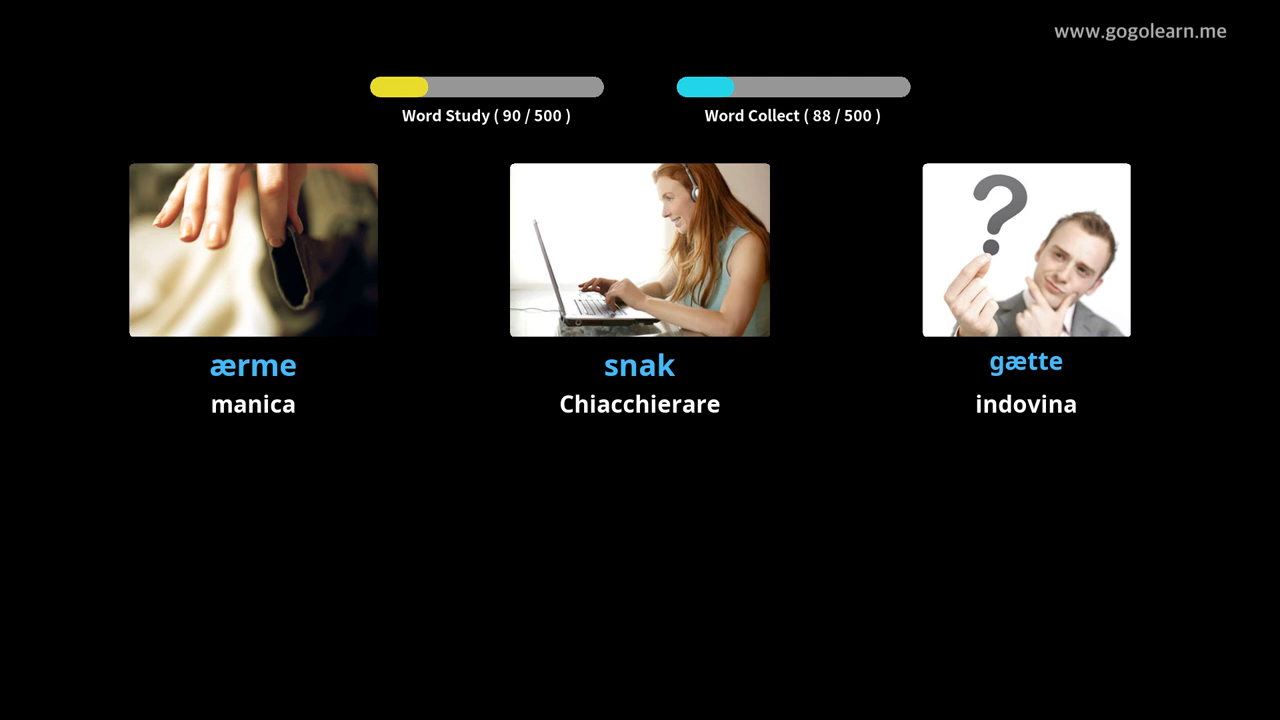 www.gogolearn.me
Word Study ( 90 / 500 )
Word Collect ( 88 / 500 )
ærme
manica
snak
Chiacchierare
gætte
indovina